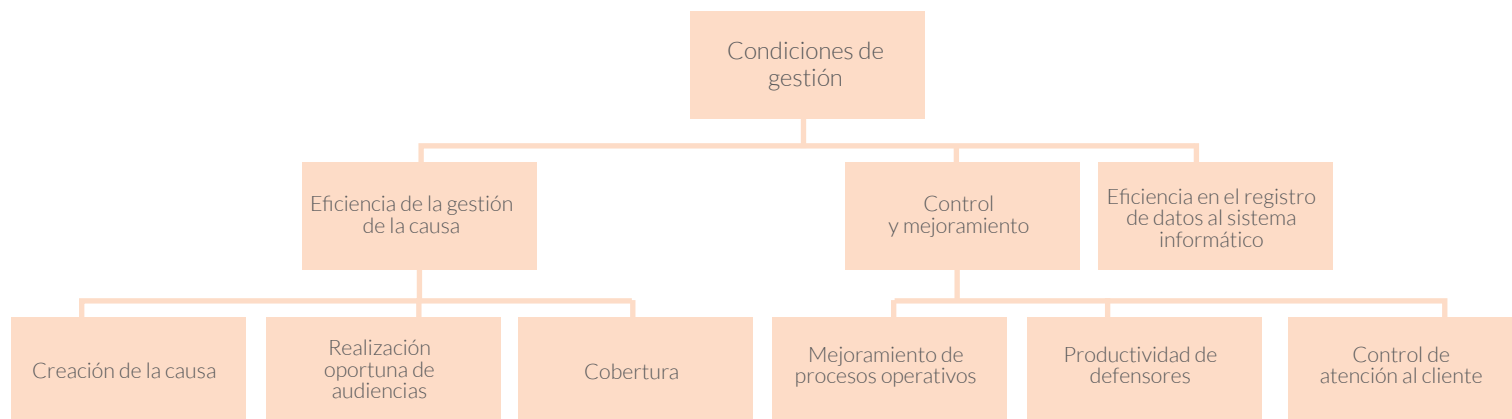 Condiciones de
gestión
Eficiencia de la gestión
de la causa
Control
y mejoramiento
Eficiencia en el registro
de datos al sistema
informático
Creación de la causa
Realización
oportuna de
audiencias
Cobertura
Mejoramiento de
procesos operativos
Productividad de
defensores
Control de
atención al cliente